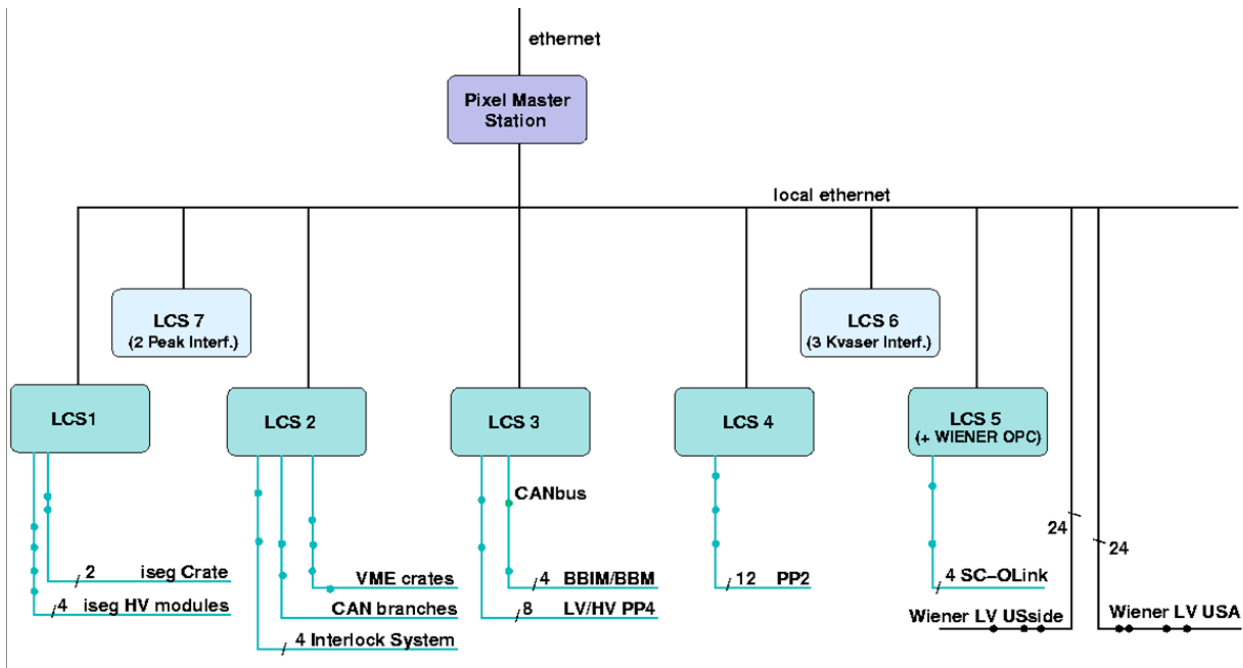 ethernet
Pixel Master
Station
local ethernet
LCS 7
(2 Peak Interf.)
LCS 6
(3 Kvaser Interf.)
LCS1
LCS 2
LCS 3
LCS 4
LCS 5
(+ WIENER OPC)
CANbus
24
24
2 iseg Crate
VME crates
4 BBIM/BBM
12 PP2
4 SC-OLink
4 iseg HV modules
CAN branches
8 LV/HV PP4
Wiener LV USside
Wiener LV USA
4 Interlock System